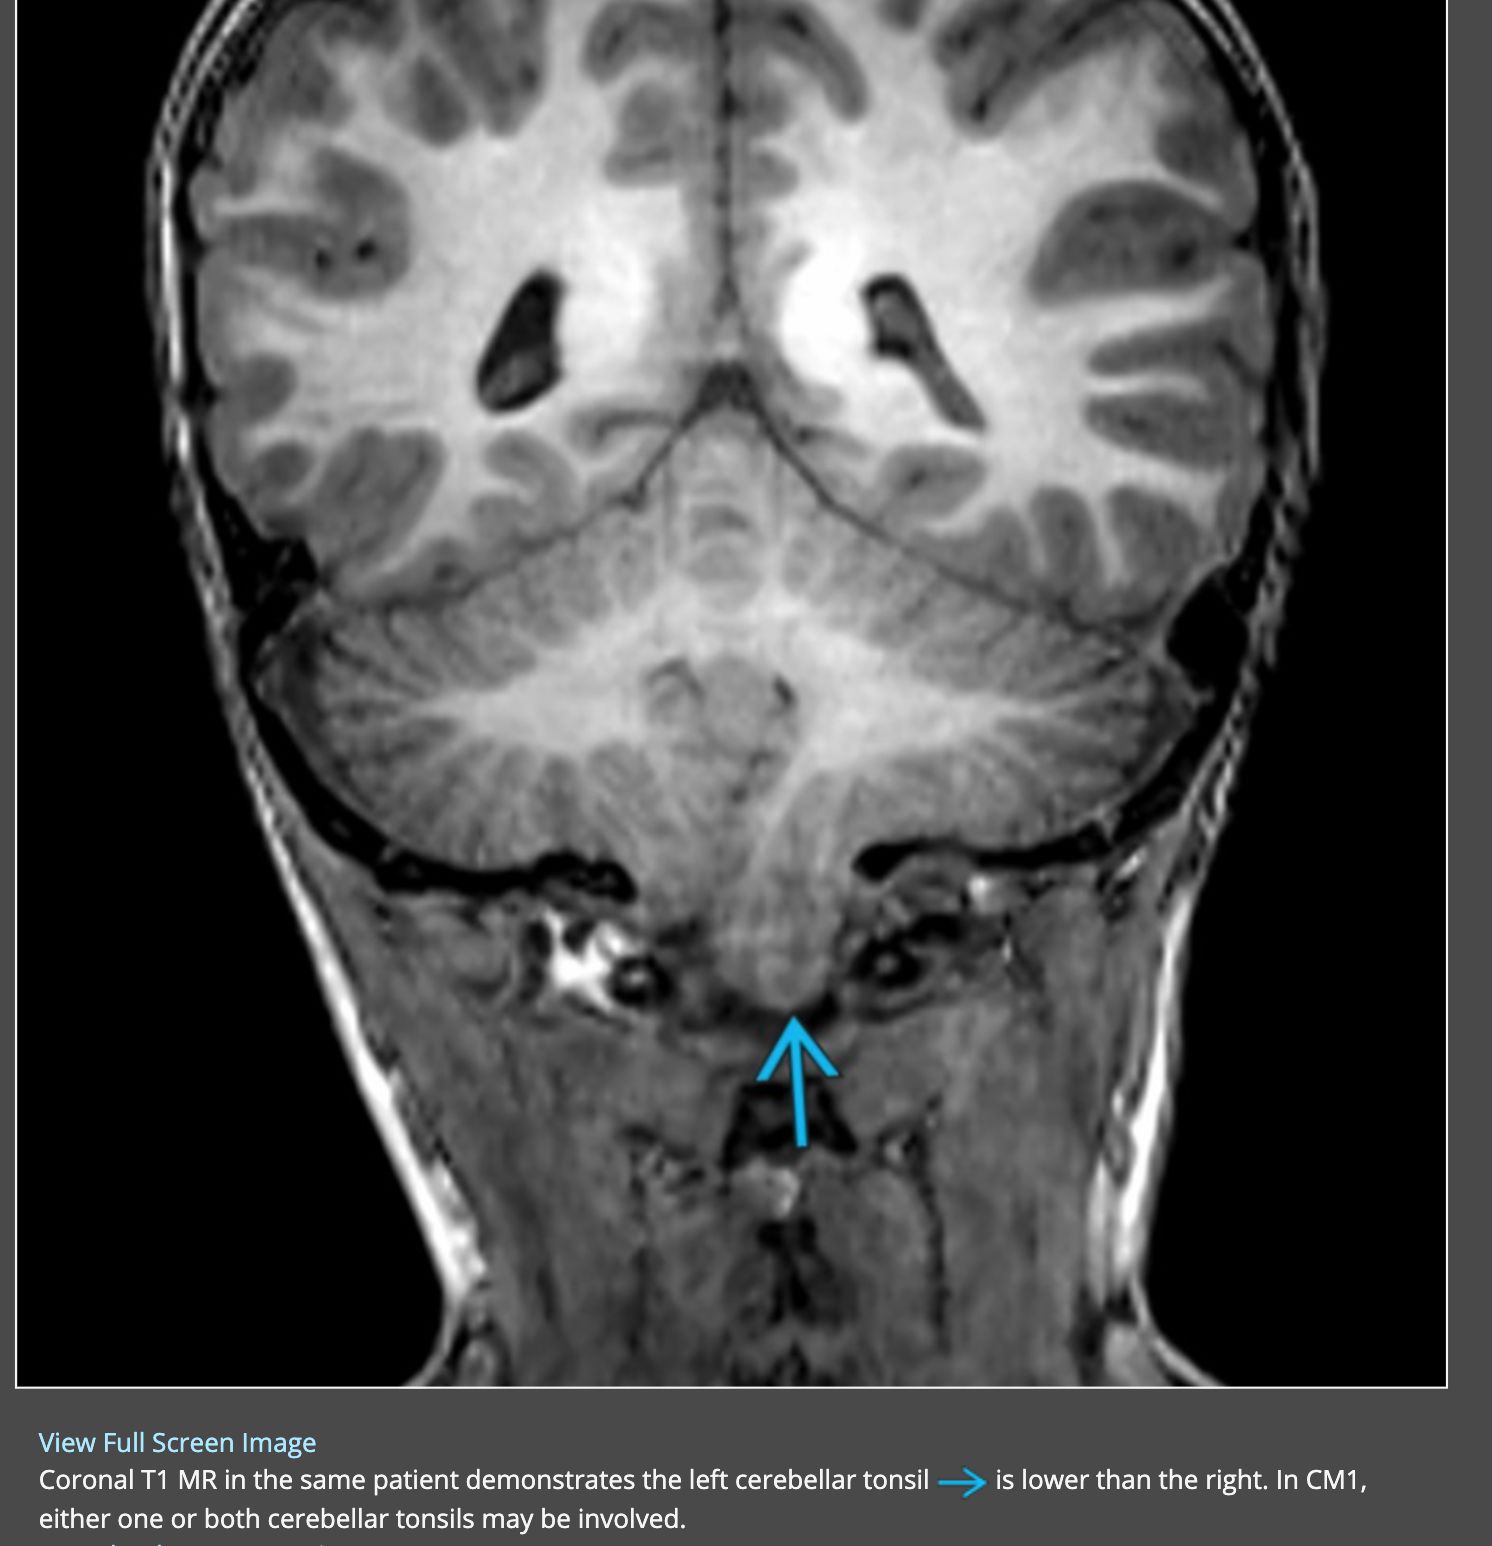 View Full Screen Image
Coronal T1 MR in the same patient demonstrates the left cerebellar tonsil → is lower than the right. In CM1,
either one or both cerebellar tonsils may be involved.